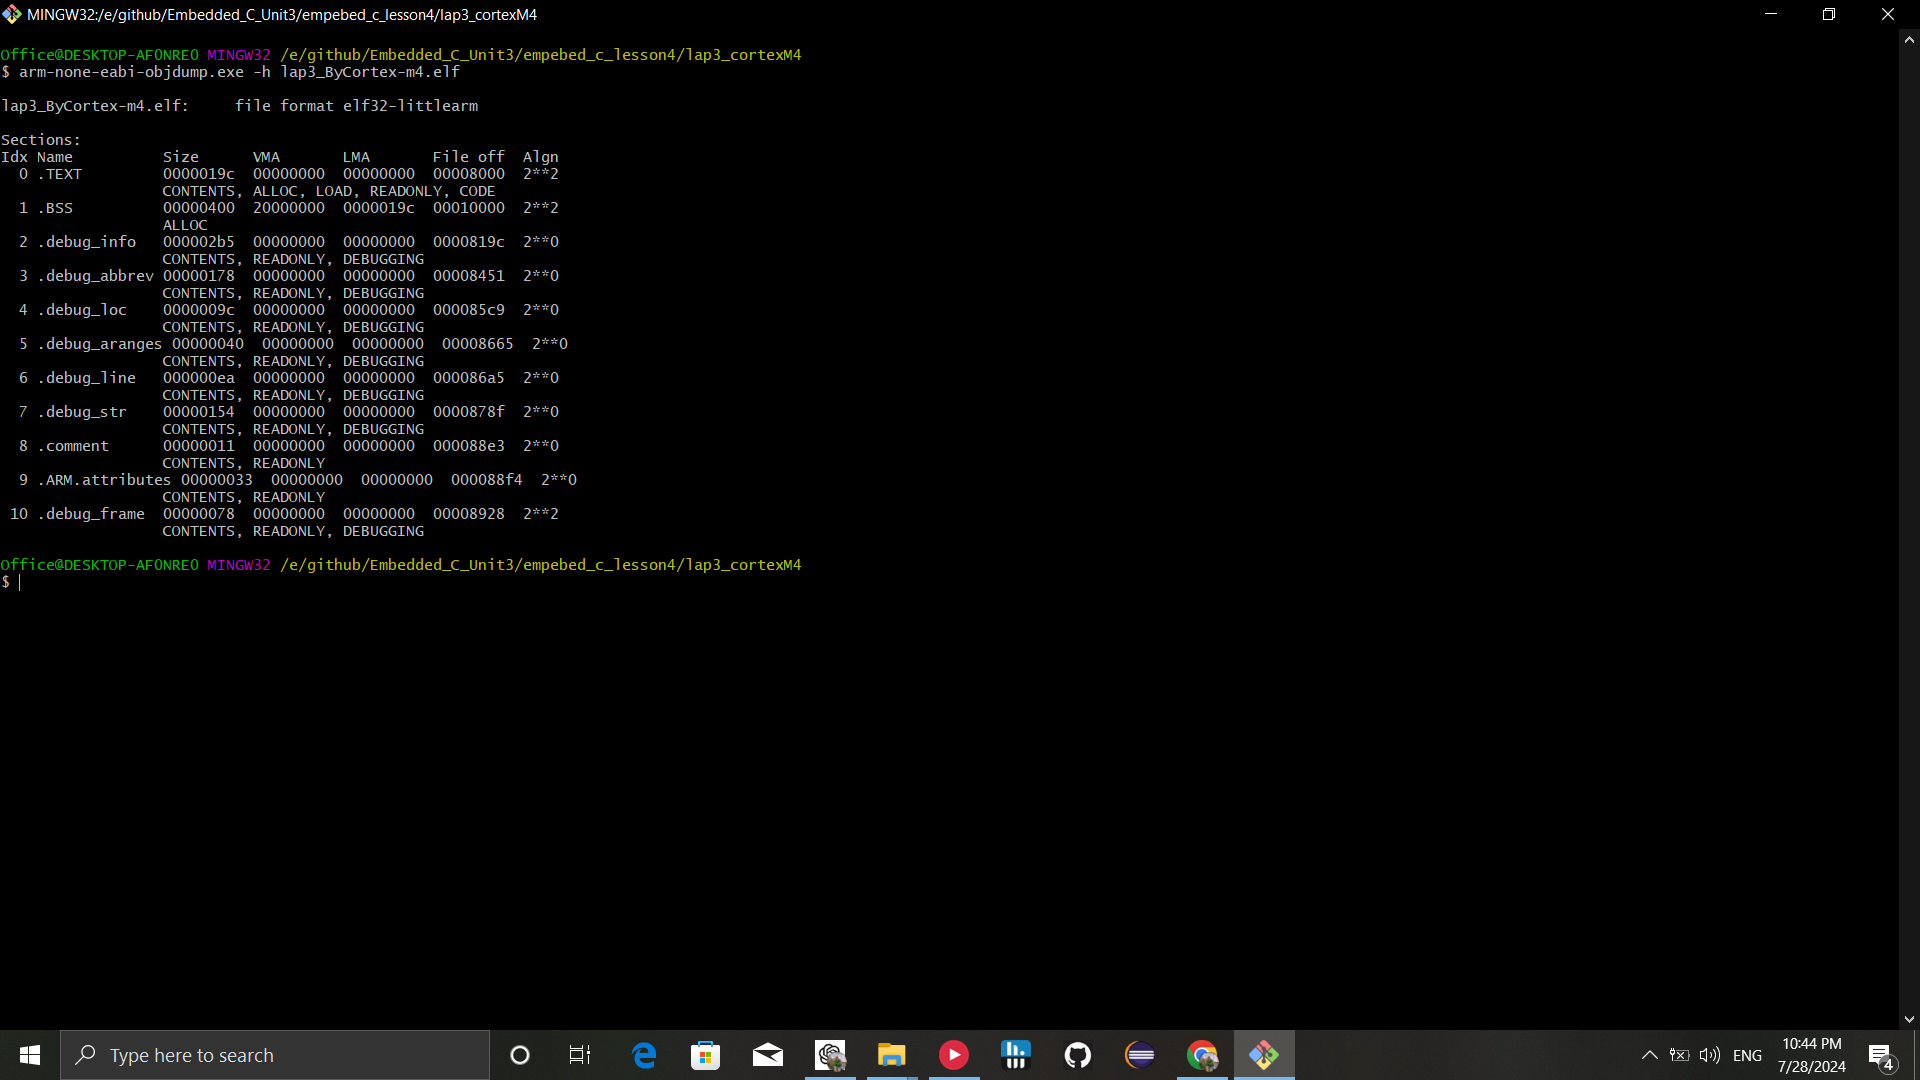 MINGW32:/e/github/Embedded_C_Unit3/empebed_c_lesson4/lap3_cortexM4
Office@DESKTOP-AF0NRE0 MINGW32 /e/github/Embedded_C_Unit3/empebed_c_lesson4/lap3_cortexM4
$ arm-none-eabi-objdump.exe -h lap3_ByCortex-m4.elf
lap3_ByCortex-m4.elf:     file format elf32-littlearm
Sections:
Idx Name          Size      VMA       LMA       File off  Algn
  0 .TEXT         0000019c  00000000  00000000  00008000  2**2
                  CONTENTS, ALLOC, LOAD, READONLY, CODE
  1 .BSS          00000400  20000000  0000019c  00010000  2**2
                  ALLOC
  2 .debug_info   000002b5  00000000  00000000  0000819c  2**0
                  CONTENTS, READONLY, DEBUGGING
  3 .debug_abbrev 00000178  00000000  00000000  00008451  2**0
                  CONTENTS, READONLY, DEBUGGING
  4 .debug_loc    0000009c  00000000  00000000  000085c9  2**0
                  CONTENTS, READONLY, DEBUGGING
  5 .debug_aranges 00000040  00000000  00000000  00008665  2**0
                  CONTENTS, READONLY, DEBUGGING
  6 .debug_line   000000ea  00000000  00000000  000086a5  2**0
                  CONTENTS, READONLY, DEBUGGING
  7 .debug_str    00000154  00000000  00000000  0000878f  2**0
                  CONTENTS, READONLY, DEBUGGING
  8 .comment      00000011  00000000  00000000  000088e3  2**0
                  CONTENTS, READONLY
  9 .ARM.attributes 00000033  00000000  00000000  000088f4  2**0
                  CONTENTS, READONLY
 10 .debug_frame  00000078  00000000  00000000  00008928  2**2
                  CONTENTS, READONLY, DEBUGGING
Office@DESKTOP-AF0NRE0 MINGW32 /e/github/Embedded_C_Unit3/empebed_c_lesson4/lap3_cortexM4
$
Type here to search
ENG
10:44 PM
7/28/2024
4